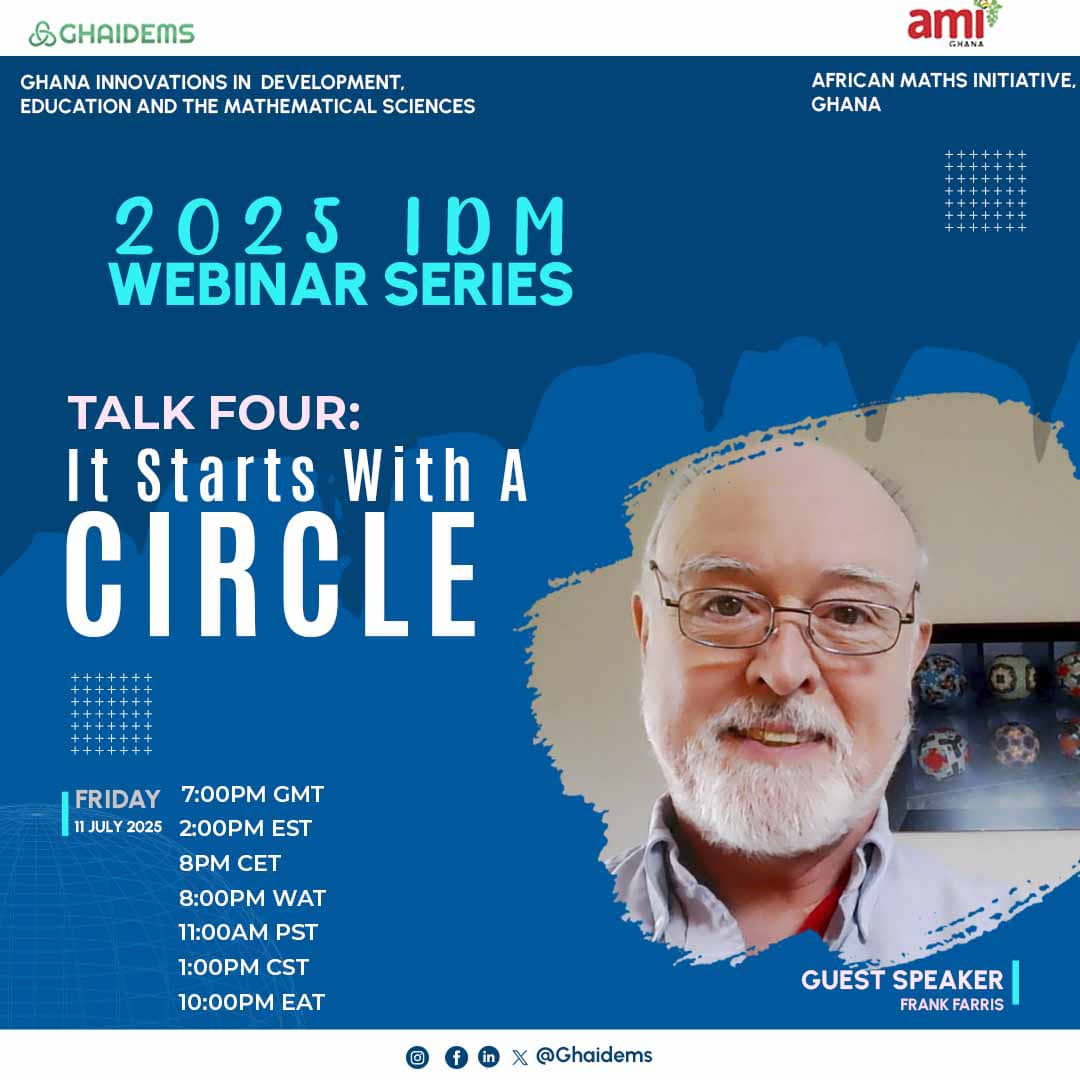 GHAIDEMS
ami
GHANA
GHANA INNOVATIONS IN DEVELOPMENT,
EDUCATION AND THE MATHEMATICAL SCIENCES
AFRICAN MATHS INITIATIVE,
GHANA
2025 IDM
WEBINAR SERIES
TALK FOUR:
It Starts With A
CIRCLE
FRIDAY
11 JULY 2025
7:00PM GMT
2:00PM EST
8PM CET
8:00PM WAT
11:00AM PST
1:00PM CST
10:00PM EAT
GUEST SPEAKER
FRANK FARRIS
@Ghaidems